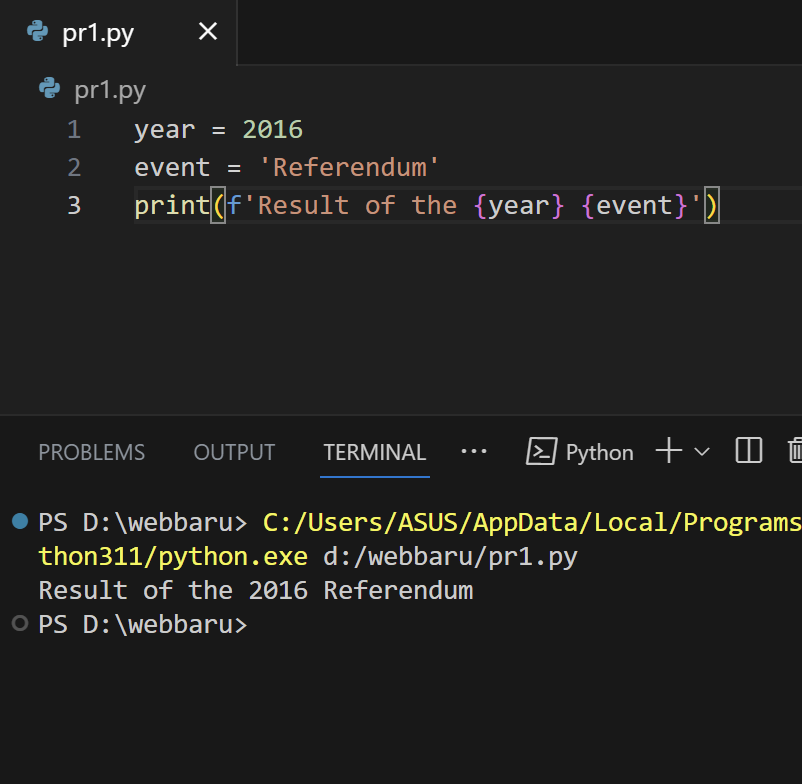 pr1.py
pr1.py
1 year = 2016
2 event = 'Referendum'
3 print(f'Result of the {year} {event}')
PROBLEMS OUTPUT TERMINAL ··· Python
PS D:\webbaru> C:/Users/ASUS/AppData/Local/Programs
thon311/python.exe d:/webbaru/pr1.py
Result of the 2016 Referendum
PS D:\webbaru>